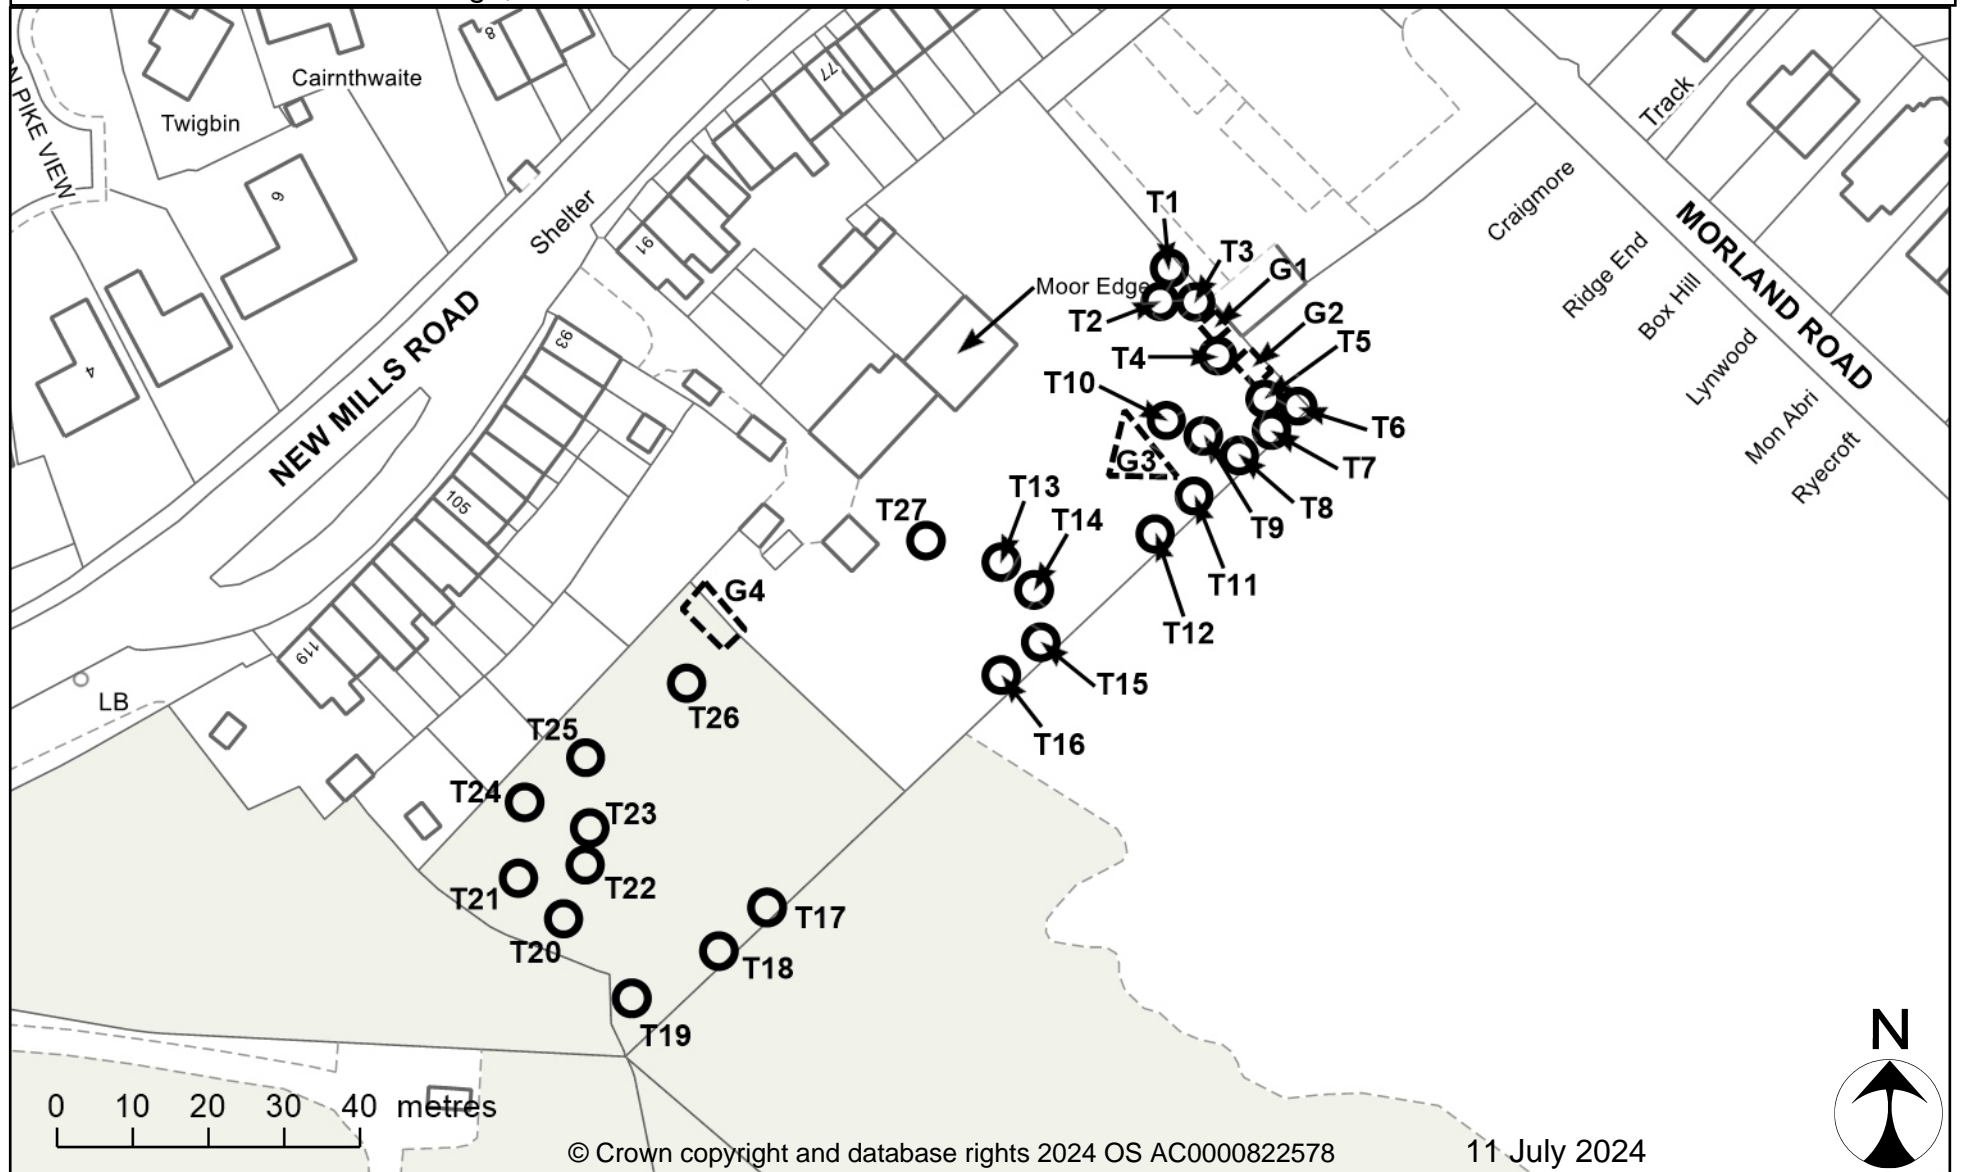 8
Cairnthwaite
77
Twigbin
Track
N PIKE VIEW
Craigmore
6
T1
MORLAND ROAD
Shelter
91
T3
G1
Ridge End
Moor Edge
Box Hill
T2
G2
T5
93
T4
Lynwood
4
NEW MILLS ROAD
T10
Mon Abri
T6
G3
T7
Ryecroft
T13
105
T27
T14
T8
T9
G4
T11
T12
119
T15
LB
T26
T25
T16
T24
T23
T22
T21
T17
T20
T18
T19
N
0 10 20 30 40 metres
© Crown copyright and database rights 2024 OS AC0000822578
11 July 2024